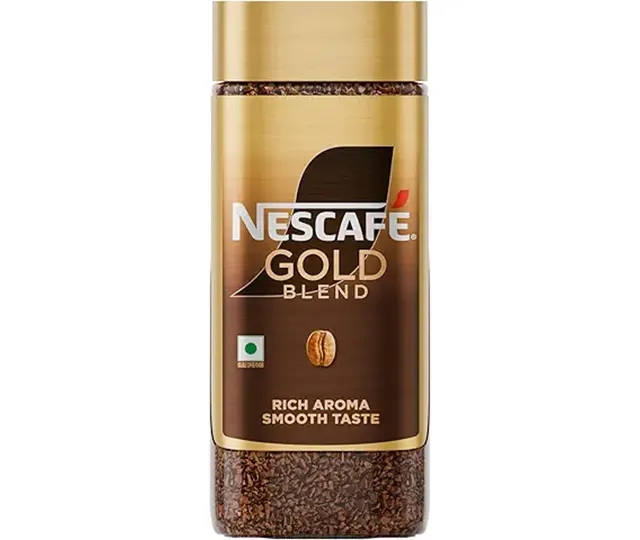 NESCAFÉ®
GOLD
BLEND
RICH AROMA
SMOOTH TASTE